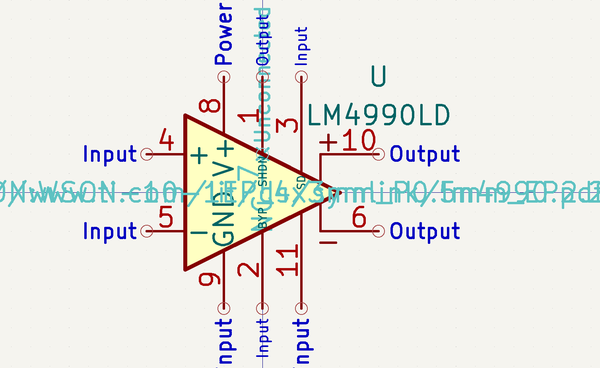 Power
Output
Input
U
LM4990LD
8
1
3
4
+
10
Input
Output
+
V+
SHDN
SD
5
GND
BYP
6
Input
Output
−
−
9
2
11
Input
Input
Input